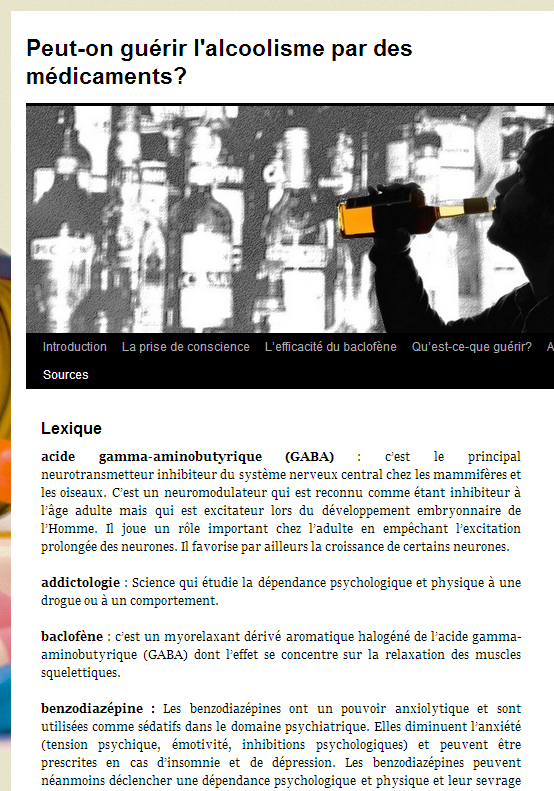 Peut-on guérir l'alcoolisme par des
médicaments?
Introduction La prise de conscience L'efficacité du baclofène Qu'est-ce-que guérir? A
Sources
Lexique
acide gamma-aminobutyrique (GABA) : c'est le principal
neurotransmetteur inhibiteur du système nerveux central chez les mammifères et
les oiseaux. C'est un neuromodulateur qui est reconnu comme étant inhibiteur à
l'âge adulte mais qui est excitateur lors du développement embryonnaire de
l'Homme. Il joue un rôle important chez l'adulte en empêchant l'excitation
prolongée des neurones. Il favorise par ailleurs la croissance de certains neurones.
addictologie : Science qui étudie la dépendance psychologique et physique à une
drogue ou à un comportement.
baclofène : c'est un myorelaxant dérivé aromatique halogéné de l'acide gamma-
aminobutyrique (GABA) dont l'effet se concentre sur la relaxation des muscles
squelettiques.
benzodiazépine : Les benzodiazépines ont un pouvoir anxiolytique et sont
utilisées comme sédatifs dans le domaine psychiatrique. Elles diminuent l'anxiété
(tension psychique, émotivité, inhibitions psychologiques) et peuvent être
prescrites en cas d'insomnie et de dépression. Les benzodiazépines peuvent
néanmoins déclencher une dépendance psychologique et physique et leur sevrage